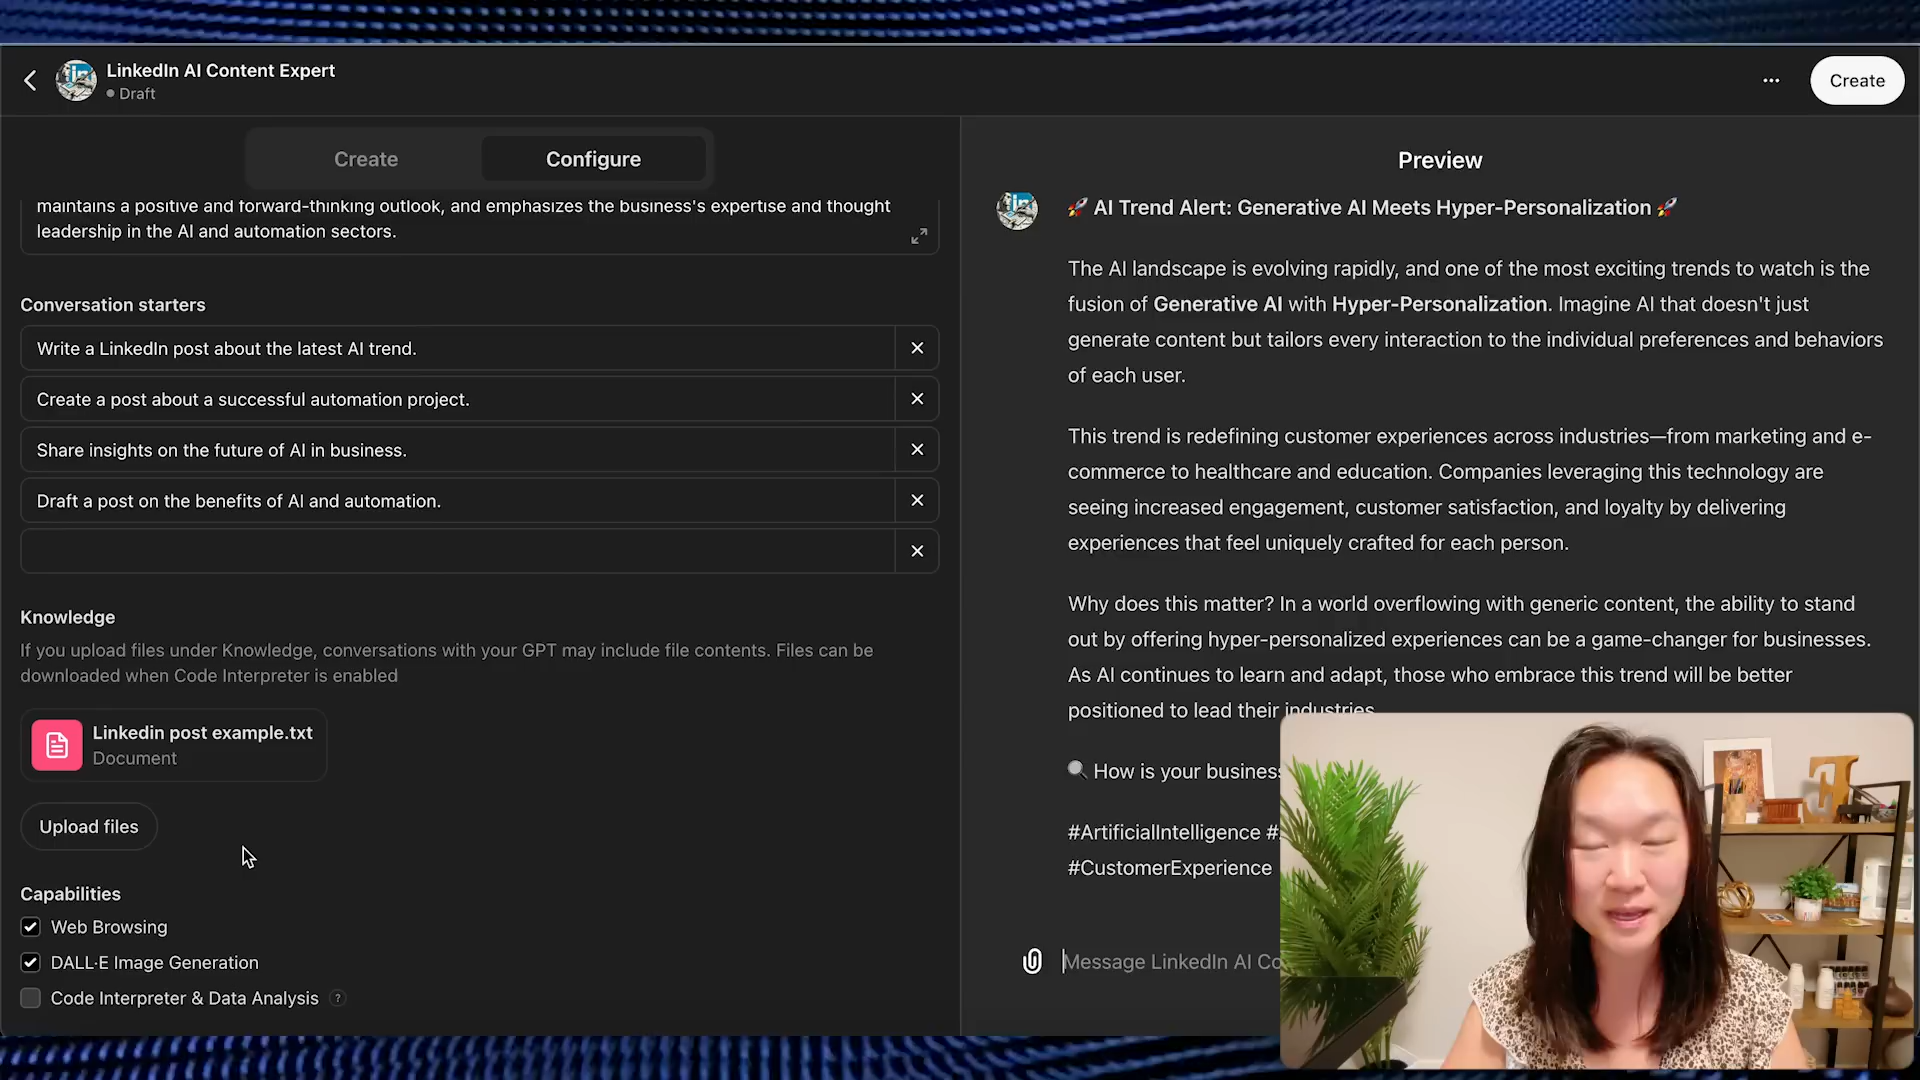 LinkedIn AI Content Expert
Draft
Create
Create
Configure
maintains a positive and forward-thinking outlook, and emphasizes the business's expertise and thought
leadership in the AI and automation sectors.
Conversation starters
Write a LinkedIn post about the latest AI trend.
Create a post about a successful automation project.
Share insights on the future of AI in business.
Draft a post on the benefits of AI and automation.
Knowledge
If you upload files under Knowledge, conversations with your GPT may include file contents. Files can be
downloaded when Code Interpreter is enabled
Linkedin post example.txt
Document
Upload files
Capabilities
Web Browsing
DALL·E Image Generation
Code Interpreter & Data Analysis ?
Preview
🚀 AI Trend Alert: Generative AI Meets Hyper-Personalization 🚀
The AI landscape is evolving rapidly, and one of the most exciting trends to watch is the
fusion of Generative AI with Hyper-Personalization. Imagine AI that doesn't just
generate content but tailors every interaction to the individual preferences and behaviors
of each user.
This trend is redefining customer experiences across industries—from marketing and e-
commerce to healthcare and education. Companies leveraging this technology are
seeing increased engagement, customer satisfaction, and loyalty by delivering
experiences that feel uniquely crafted for each person.
Why does this matter? In a world overflowing with generic content, the ability to stand
out by offering hyper-personalized experiences can be a game-changer for businesses.
As AI continues to learn and adapt, those who embrace this trend will be better
positioned to lead their industries.
🔍 How is your business
#ArtificialIntelligence #
#CustomerExperience
Message LinkedIn AI Co